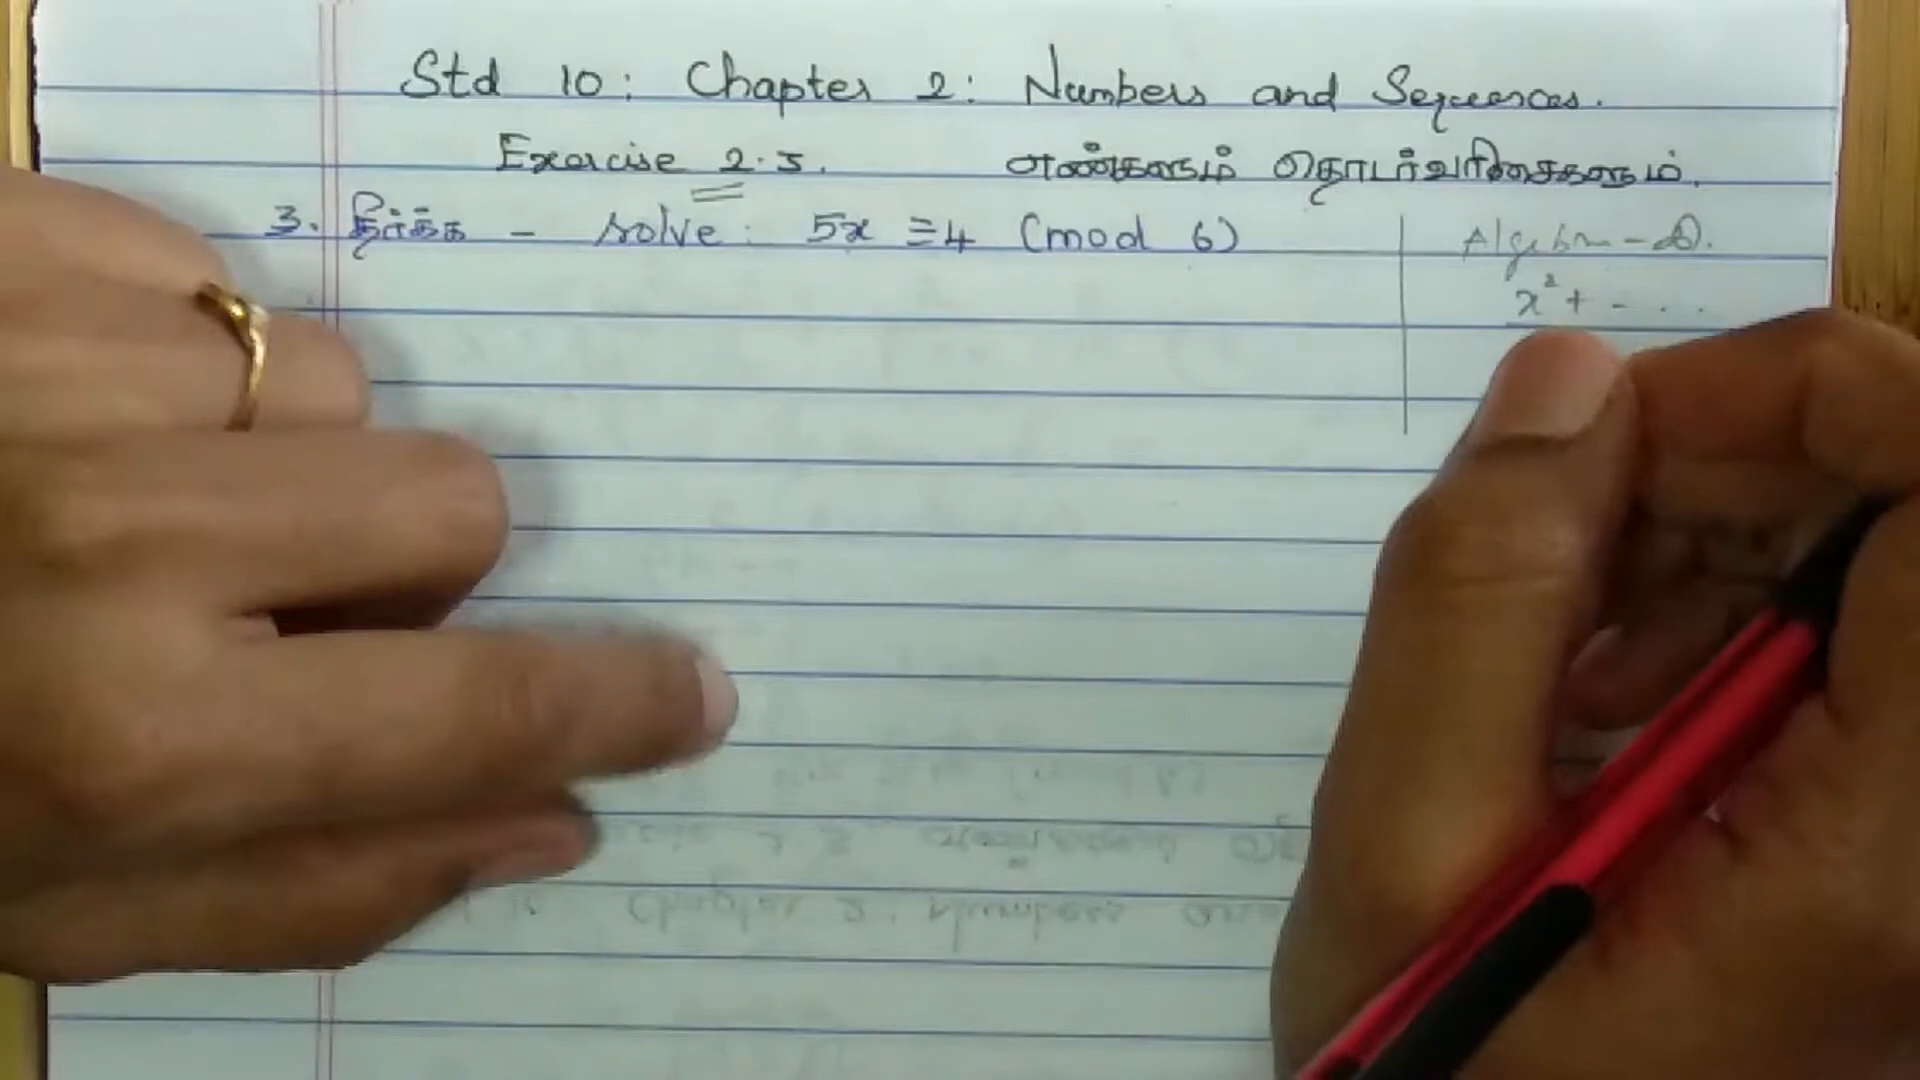 Std 10: Chapter 2: Numbers and Sequences.
Exercise 2.3. எண்களும் தொடர்வரிசைகளும்.
3. தீர்க்க - solve: 5x ≡ 4 (mod 6)
Algebra -
x² + - . . .